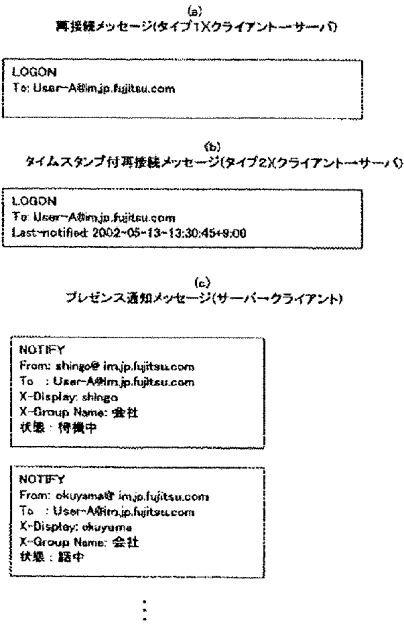 (a)
再接続メッセージ(タイプ1)(クライアント→サーバ)
LOGON
To: User-A@im.jp.fujitsu.com
(b)
タイムスタンプ付再接続メッセージ(タイプ2)(クライアント→サーバ)
LOGON
To: User-A@im.jp.fujitsu.com
Last-notified: 2002-05-13-13:30:45+9:00
(c)
プレゼンス通知メッセージ(サーバ→クライアント)
NOTIFY
From: shingo@ im.jp.fujitsu.com
To : User-A@im.jp.fujitsu.com
X-Display: shingo
X-Group Name: 会社
状態 : 待機中
NOTIFY
From: okuyama@ im.jp.fujitsu.com
To : User-A@im.jp.fujitsu.com
X-Display: okuyama
X-Group Name: 会社
状態 : 話中